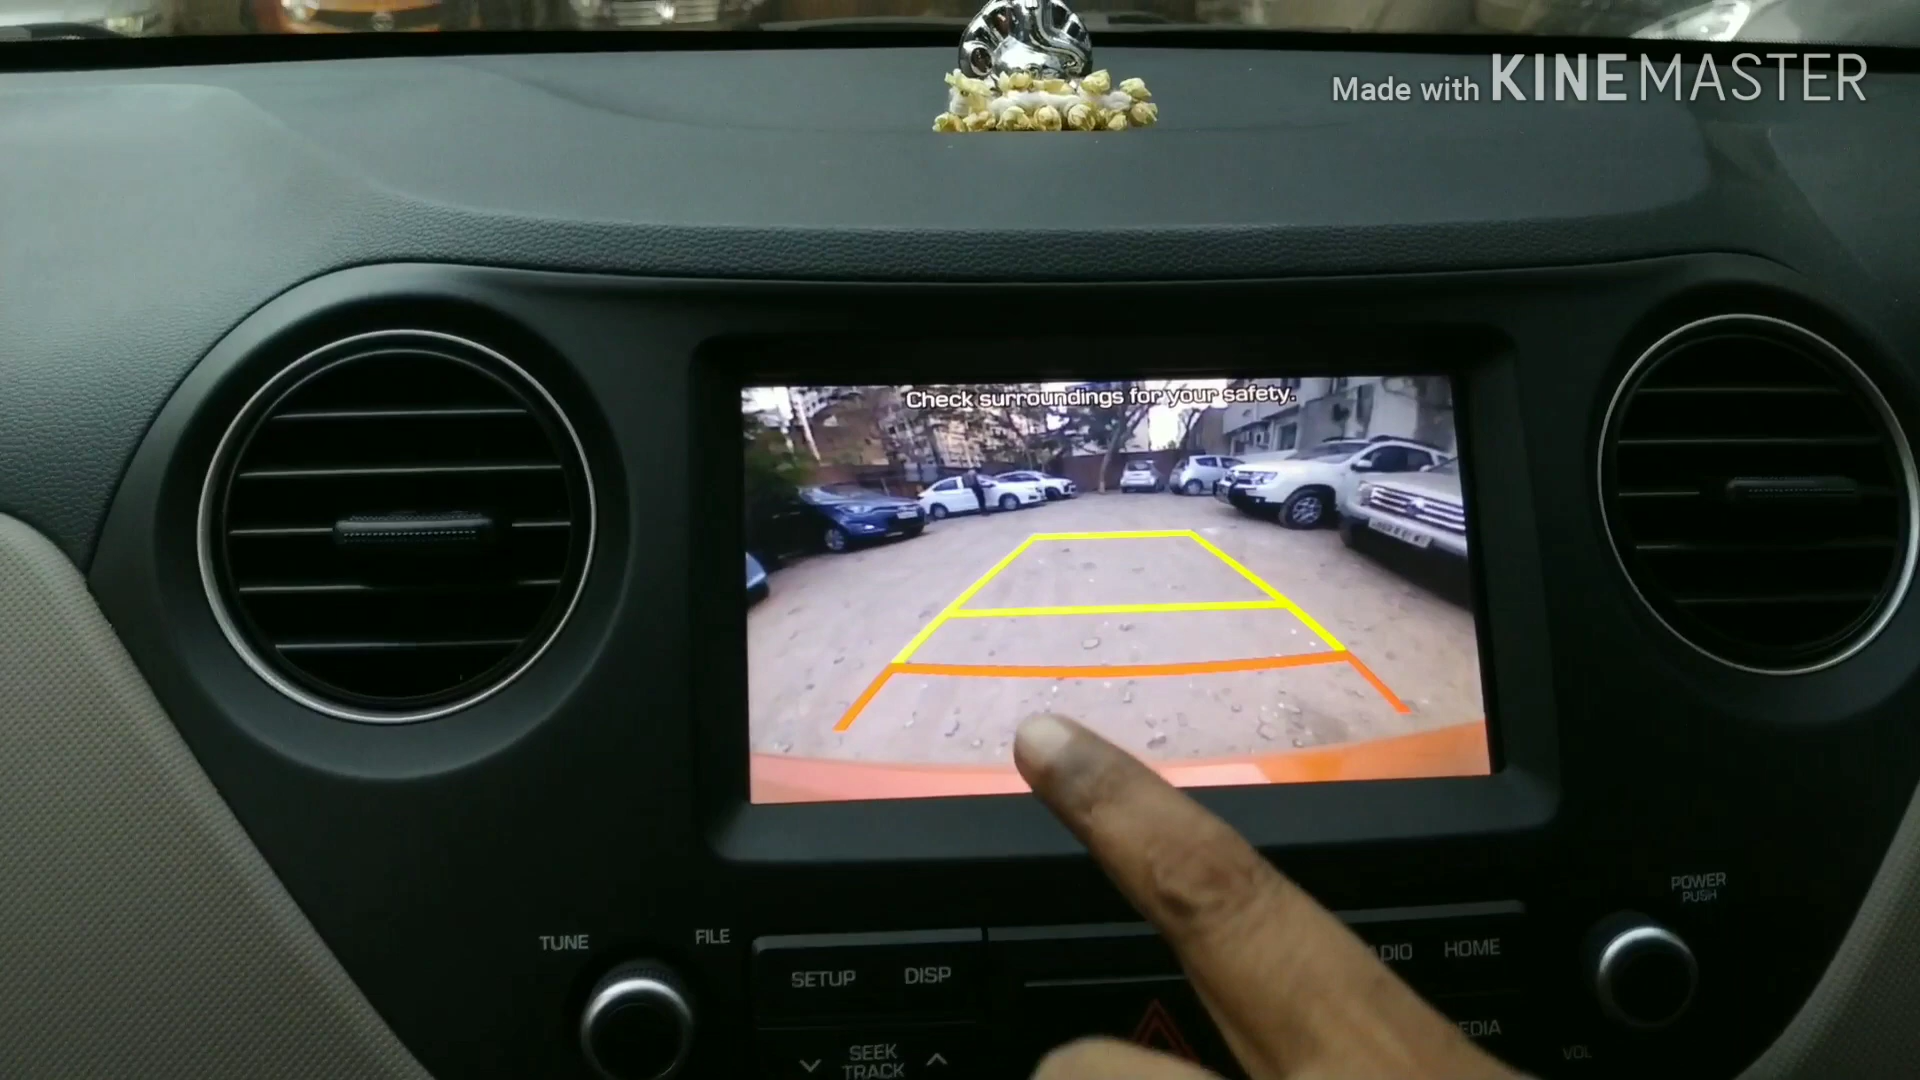 Made with KINEMASTER
Check surroundings for your safety.
POWER
PUSH
TUNE
FILE
SETUP
DISP
HOME
SEEK
TRACK
VOL